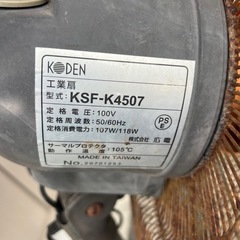 KODEN
工業扇
型式: KSF-K4507
定格電圧: 100V
定格周波数: 50/60Hz
定格消費電力: 107W/118W
PS
E
株式会社 広電
サーマルプロテクタ
動作温度: 105℃
MADE IN TAIWAN
No.